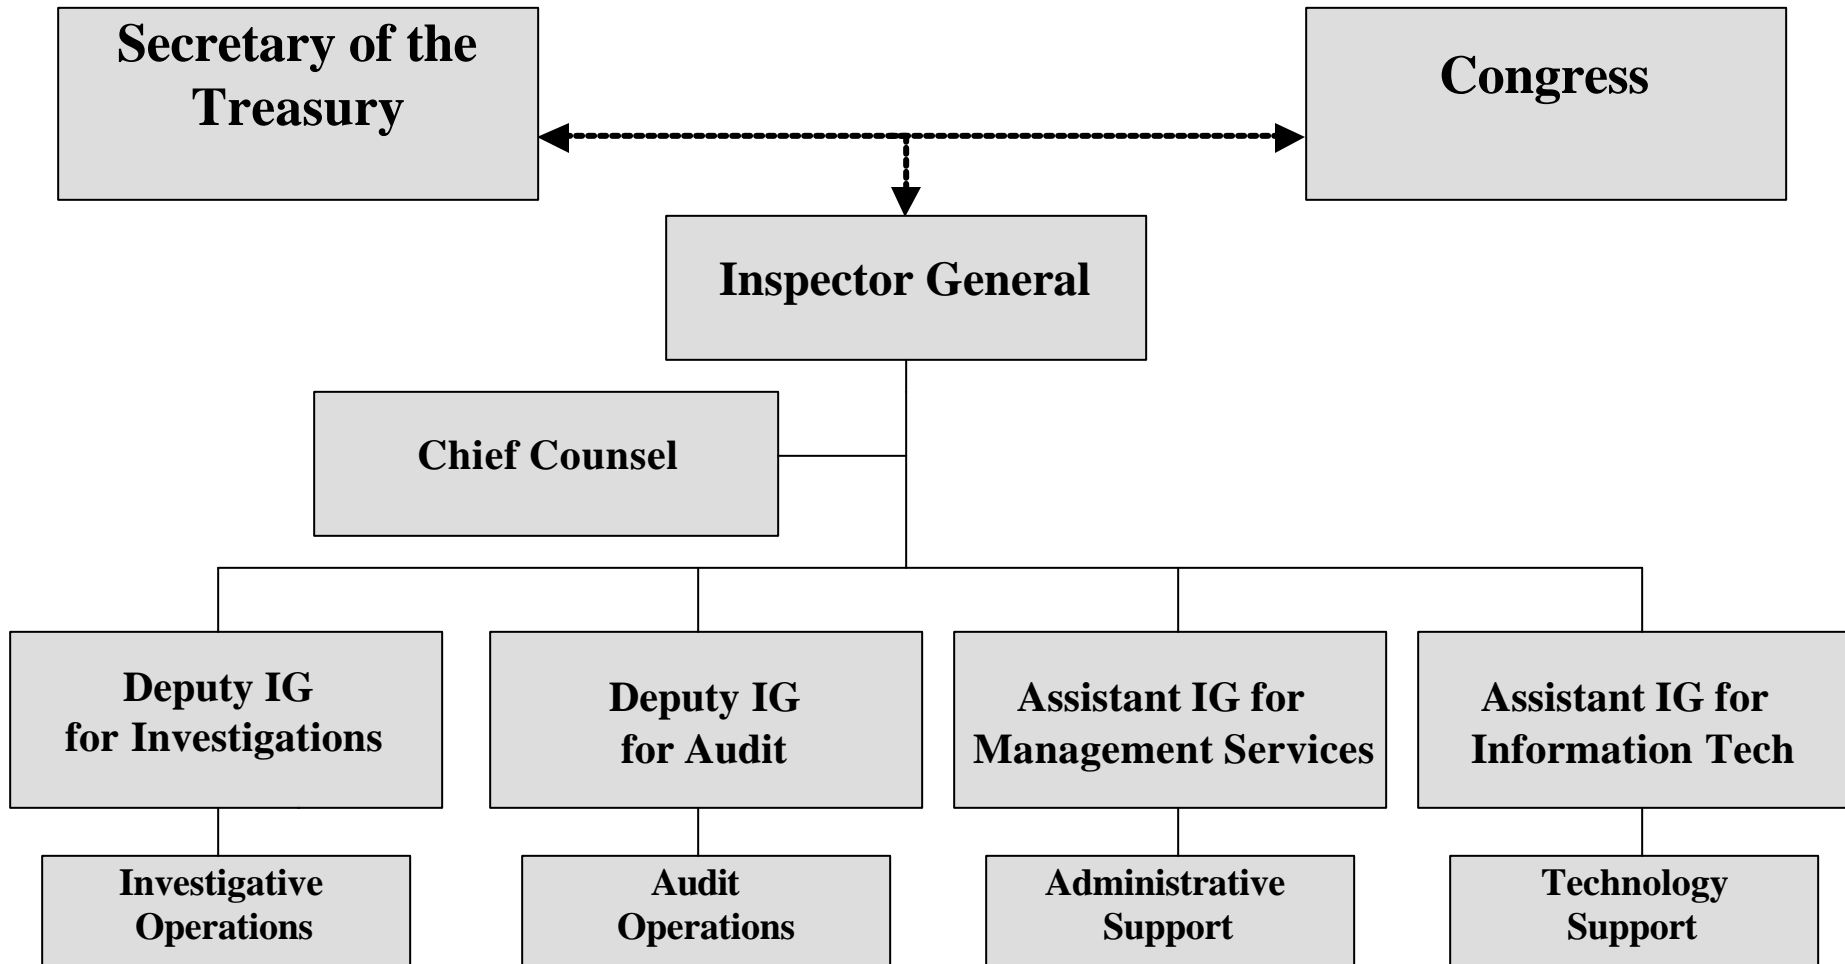 Secretary of the
Treasury
Congress
Inspector General
Chief Counsel
Deputy IG
for Investigations
Deputy IG
for Audit
Assistant IG for
Management Services
Assistant IG for
Information Tech
Investigative
Operations
Audit
Operations
Administrative
Support
Technology
Support